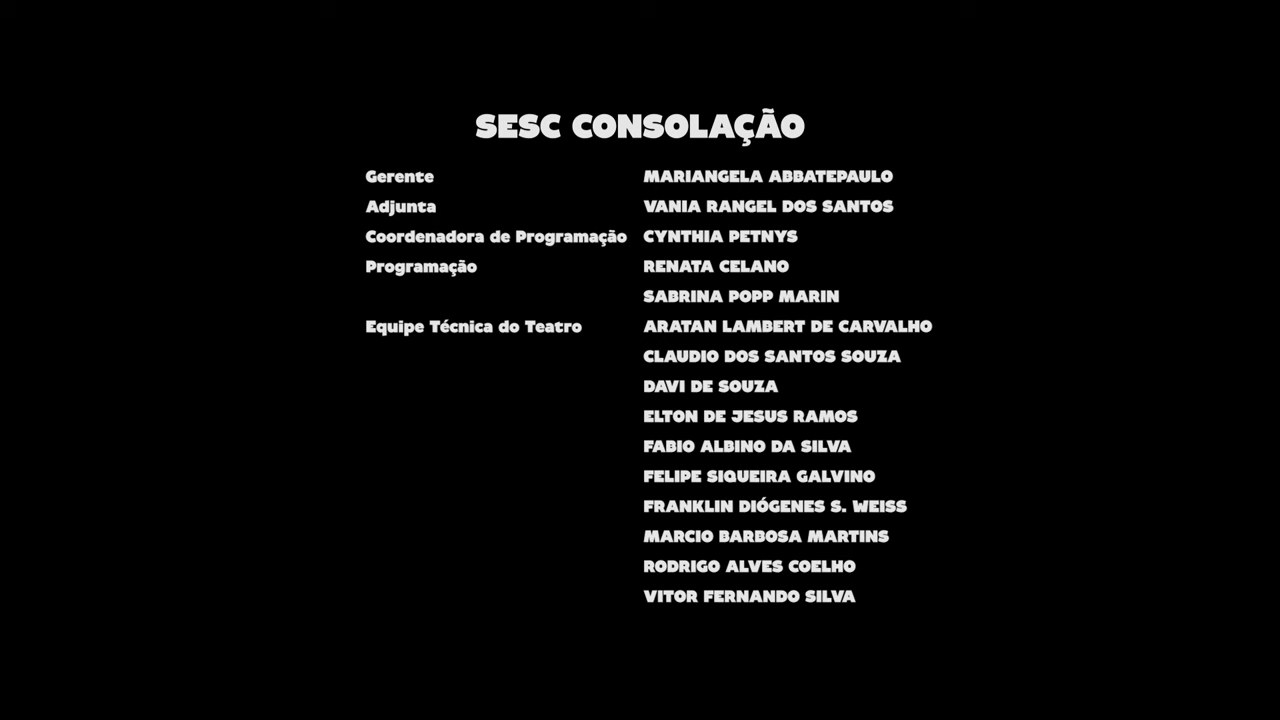 SESC CONSOLAÇÃO
Gerente MARIANGELA ABBATEPAULO
Adjunta VANIA RANGEL DOS SANTOS
Coordenadora de Programação CYNTHIA PETNYS
Programação RENATA CELANO
SABRINA POPP MARIN
Equipe Técnica do Teatro ARATAN LAMBERT DE CARVALHO
CLAUDIO DOS SANTOS SOUZA
DAVI DE SOUZA
ELTON DE JESUS RAMOS
FABIO ALBINO DA SILVA
FELIPE SIQUEIRA GALVINO
FRANKLIN DIÓGENES S. WEISS
MARCIO BARBOSA MARTINS
RODRIGO ALVES COELHO
VITOR FERNANDO SILVA